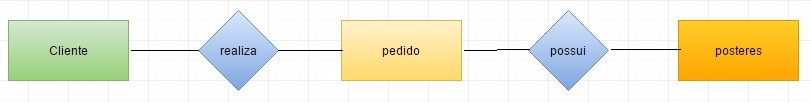 Cliente
realiza
pedido
possui
posteres